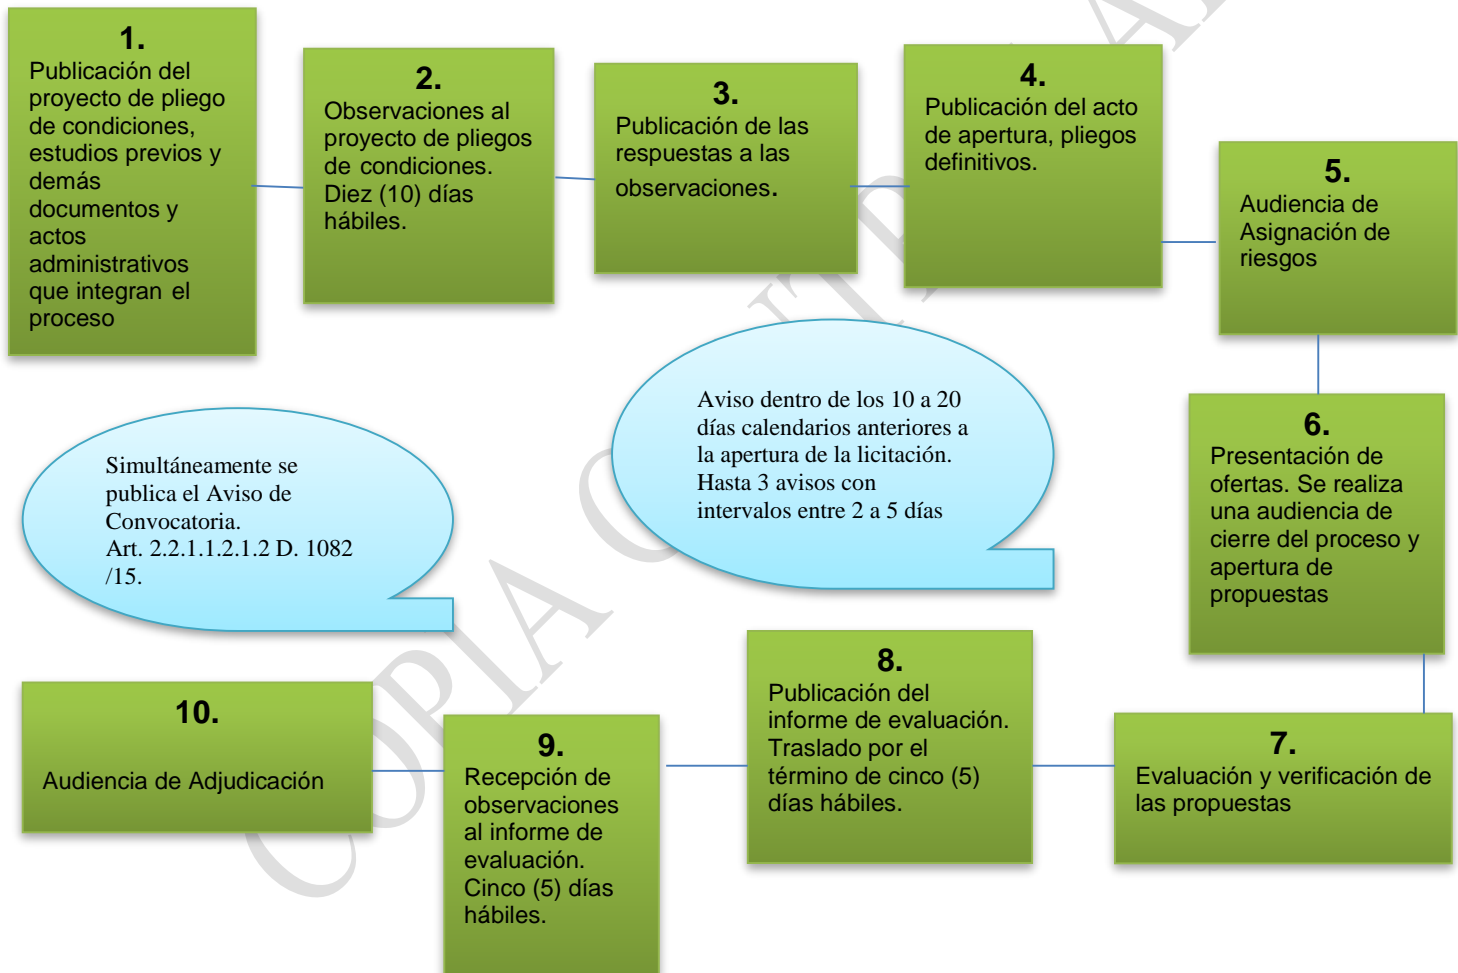 1.
Publicación del
proyecto de pliego
de condiciones,
estudios previos y
demás
documentos y
actos
administrativos
que integran el
proceso
2.
Observaciones al
proyecto de pliegos
de condiciones.
Diez (10) días
hábiles.
3.
Publicación de las
respuestas a las
observaciones.
4.
Publicación del acto
de apertura, pliegos
definitivos.
5.
Audiencia de
Asignación de
riesgos
Simultáneamente se
publica el Aviso de
Convocatoria.
Art. 2.2.1.1.2.1.2 D. 1082
/15.
Aviso dentro de los 10 a 20
días calendarios anteriores a
la apertura de la licitación.
Hasta 3 avisos con
intervalos entre 2 a 5 días
6.
Presentación de
ofertas. Se realiza
una audiencia de
cierre del proceso y
apertura de
propuestas
7.
Evaluación y verificación de
las propuestas
8.
Publicación del
informe de evaluación.
Traslado por el
término de cinco (5)
días hábiles.
9.
Recepción de
observaciones
al informe de
evaluación.
Cinco (5) días
hábiles.
10.
Audiencia de Adjudicación
COPIA